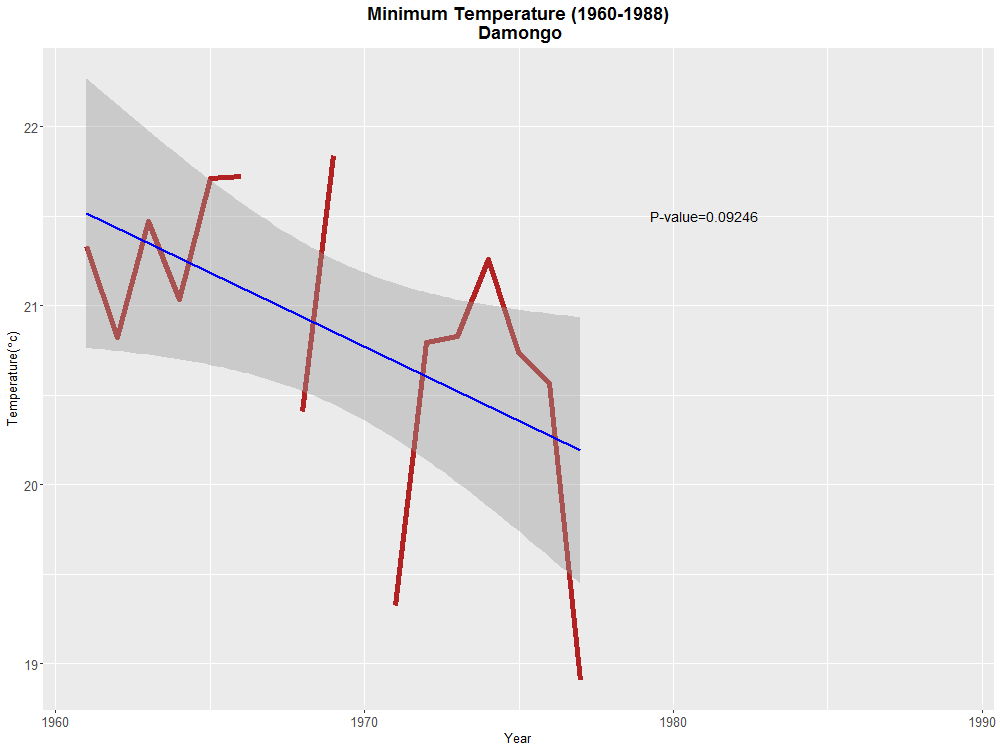 Minimum Temperature (1960-1988)
Damongo
22
21
20
19
Temperature(°c)
P-value=0.09246
1960
1970
1980
1990
Year